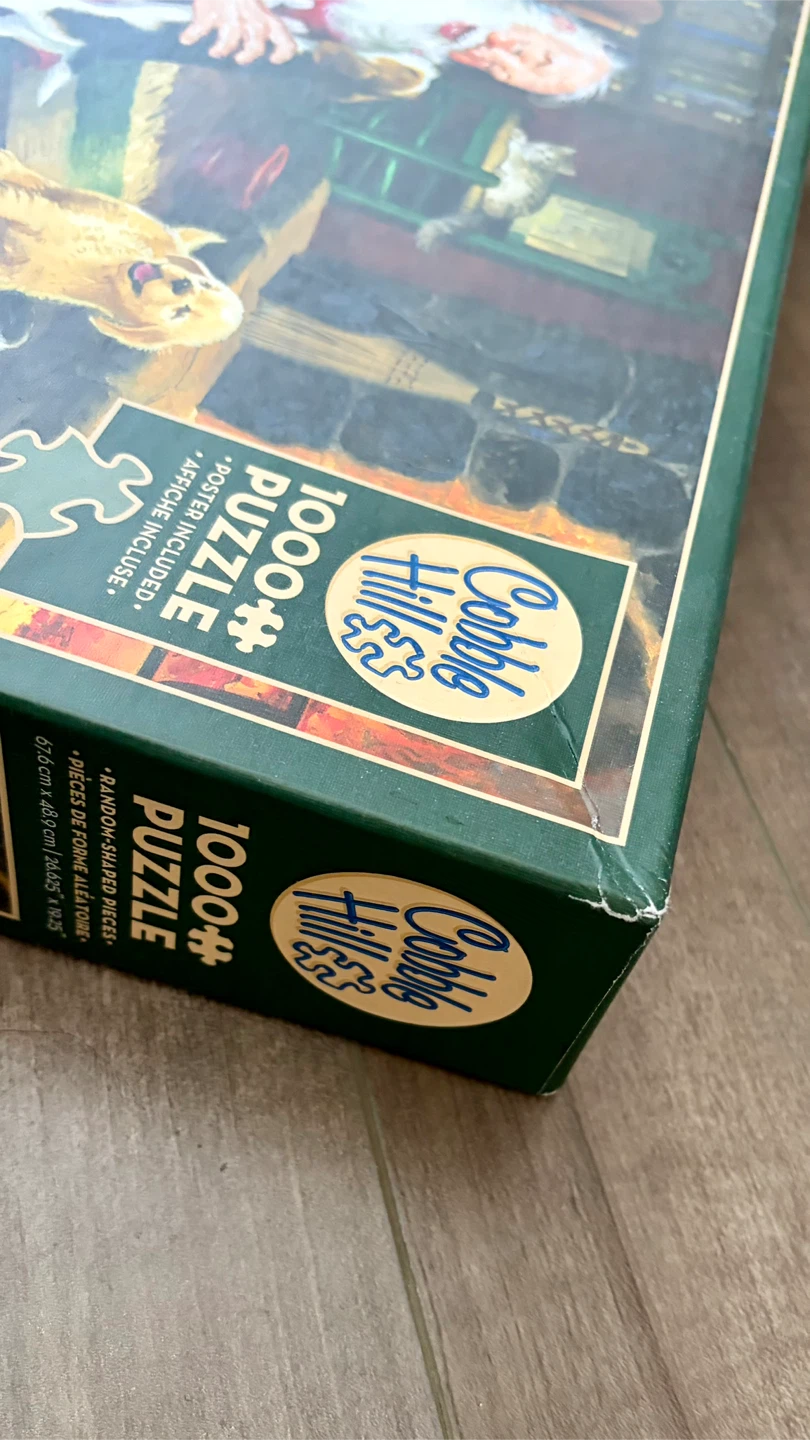 Cobble
Hill
1000
PUZZLE
• POSTER INCLUDED •
• AFFICHE INCLUSE •
Cobble
Hill
1000
PUZZLE
• RANDOM-SHAPED PIECES •
• PIÈCES DE FORME ALÉATOIRE •
67.6 cm x 48.9 cm | 26.625" x 19.25"